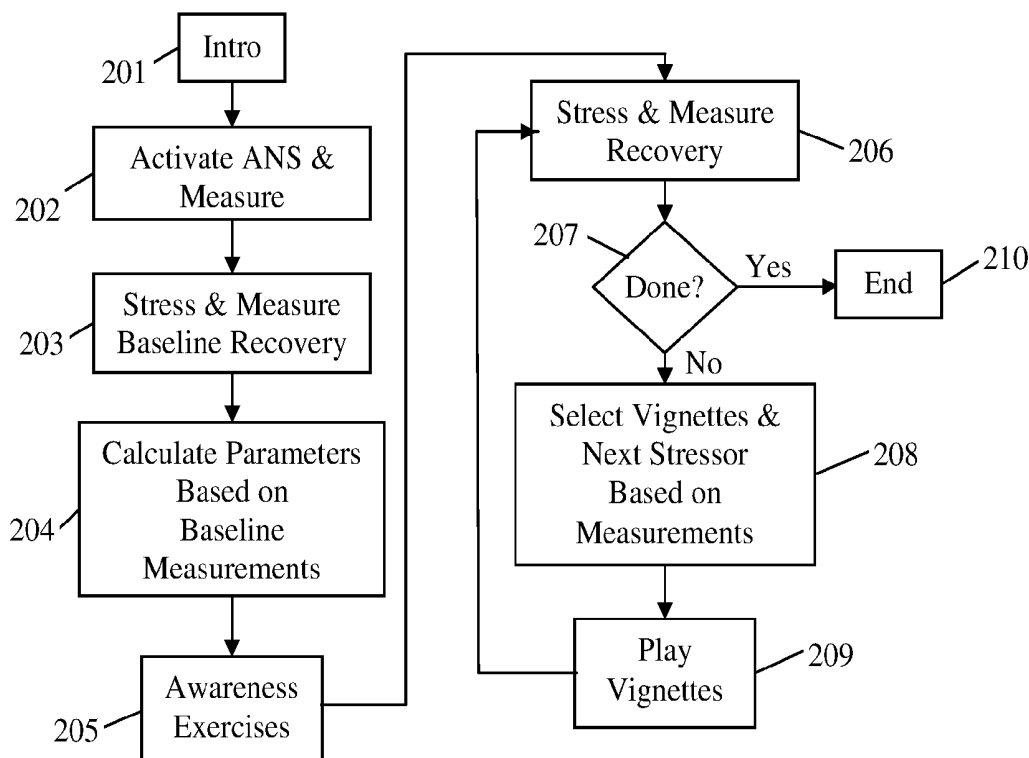 Intro
201
Activate ANS &
Measure
202
Stress & Measure
Baseline Recovery
203
Calculate Parameters
Based on
Baseline
Measurements
204
Awareness
Exercises
205
Stress & Measure
Recovery
206
207
Done?
Yes
End
210
No
Select Vignettes &
Next Stressor
Based on
Measurements
208
Play
Vignettes
209